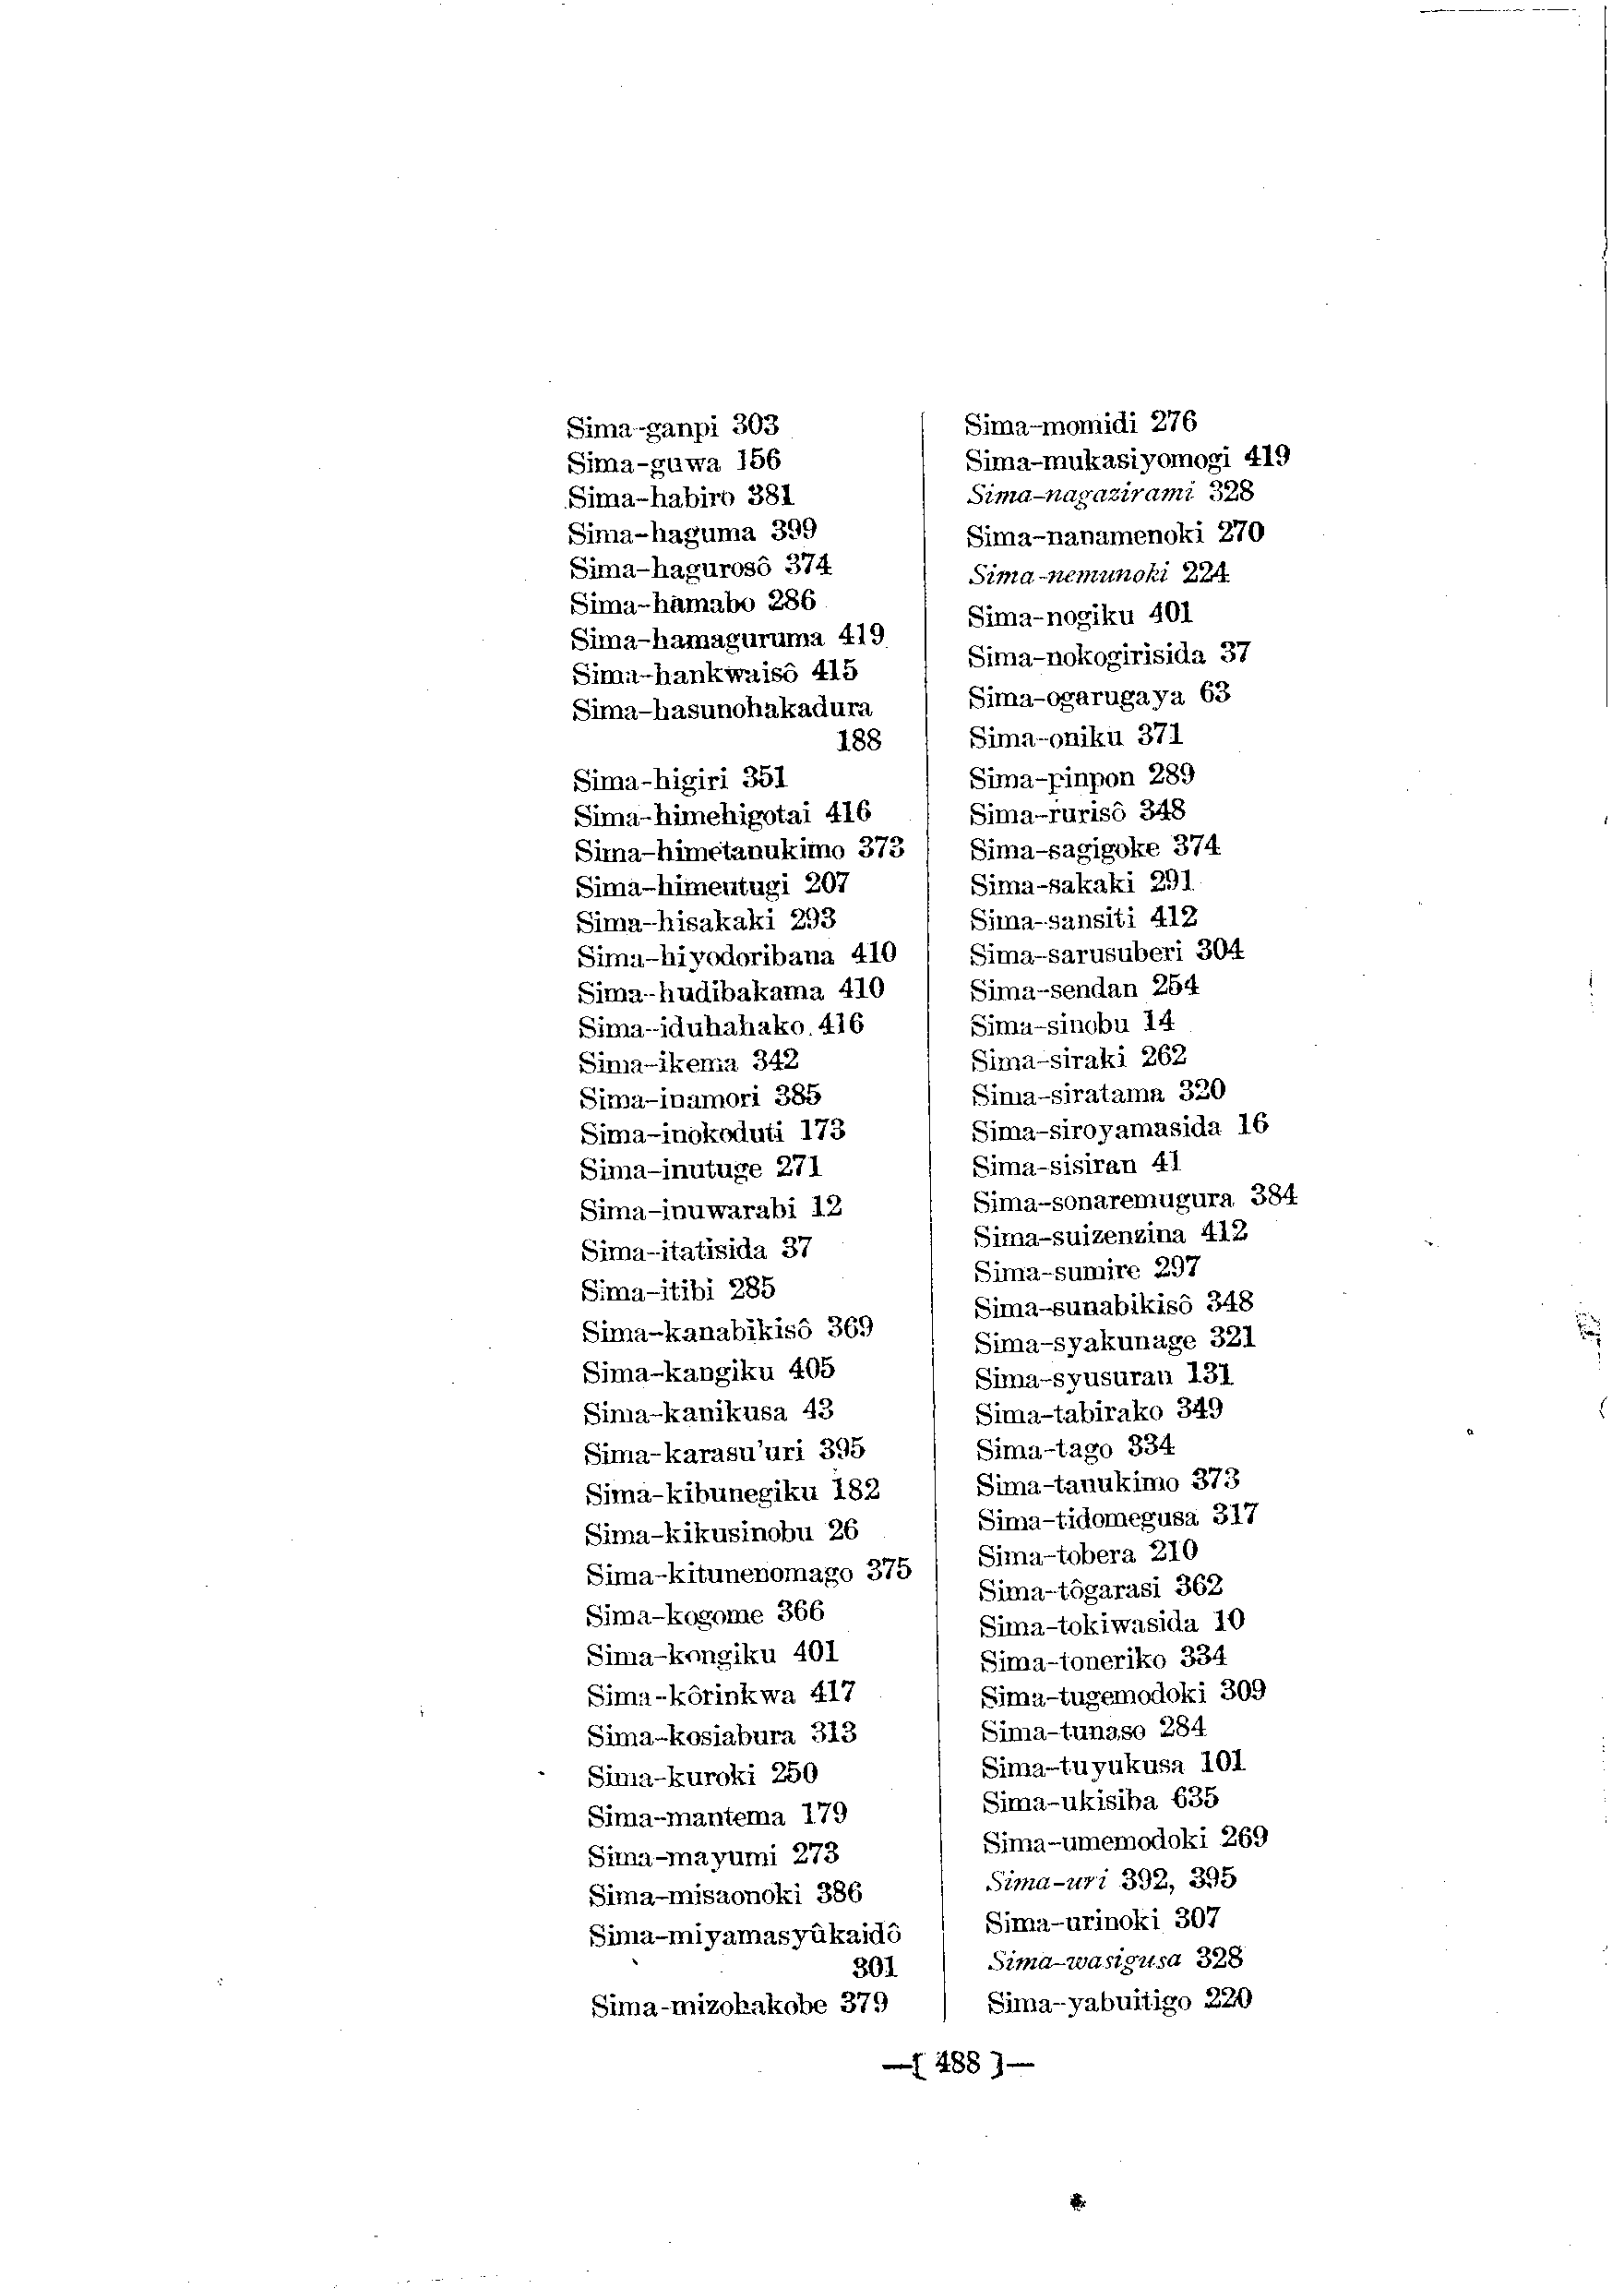 Sima-ganpi 303
Sima-guwa 156
Sima-habiro 381
Sima-haguma 399
Sima-hagurosô 374
Sima-hamabo 286
Sima-hamaguruma 419
Sima-hankwaisô 415
Sima-hasunohakadura
188
Sima-higiri 351
Sima-himehigotai 416
Sima-himetanukimo 373
Sima-himeutugi 207
Sima-hisakaki 293
Sima-hiyodoribana 410
Sima-hudibakama 410
Sima-iduhahako 416
Sima-ikema 342
Sima-inamori 385
Sima-inokoduti 173
Sima-inutuge 271
Sima-inuwarabi 12
Sima-itatisida 37
Sima-itibi 285
Sima-kanabikisô 369
Sima-kangiku 405
Sima-kanikusa 43
Sima-karasu'uri 395
Sima-kibunegiku 182
Sima-kikusinobu 26
Sima-kitunenomago 375
Sima-kogome 366
Sima-kongiku 401
Sima-kôrinkwa 417
Sima-kosiabura 313
Sima-kuroki 250
Sima-mantema 179
Sima-mayumi 273
Sima-misaonoki 386
Sima-miyamasyûkaidô
301
Sima-mizohakobe 379
Sima-momidi 276
Sima-mukasiyomogi 419
Sima-nagazirami 328
Sima-nanamenoki 270
Sima-nemunoki 224
Sima-nogiku 401
Sima-nokogirisida 37
Sima-ogarugaya 63
Sima-oniku 371
Sima-pinpon 289
Sima-rurisô 348
Sima-sagigoke 374
Sima-sakaki 291
Sima-sansiti 412
Sima-sarusuberi 304
Sima-sendan 254
Sima-sinobu 14
Sima-siraki 262
Sima-siratama 320
Sima-siroyamasida 16
Sima-sisiran 41
Sima-sonaremugura 384
Sima-suizenzina 412
Sima-sumire 297
Sima-sunabikisô 348
Sima-syakunage 321
Sima-syusuran 131
Sima-tabirako 349
Sima-tago 334
Sima-tanukimo 373
Sima-tidomegusa 317
Sima-tobera 210
Sima-tôgarasi 362
Sima-tokiwasida 10
Sima-toneriko 334
Sima-tugemodoki 309
Sima-tunaso 284
Sima-tuyukusa 101
Sima-ukisiba 635
Sima-umemodoki 269
Sima-uri 392, 395
Sima-urinoki 307
Sima-wasigusa 328
Sima-yabuitigo 220
—[ 488 ]—